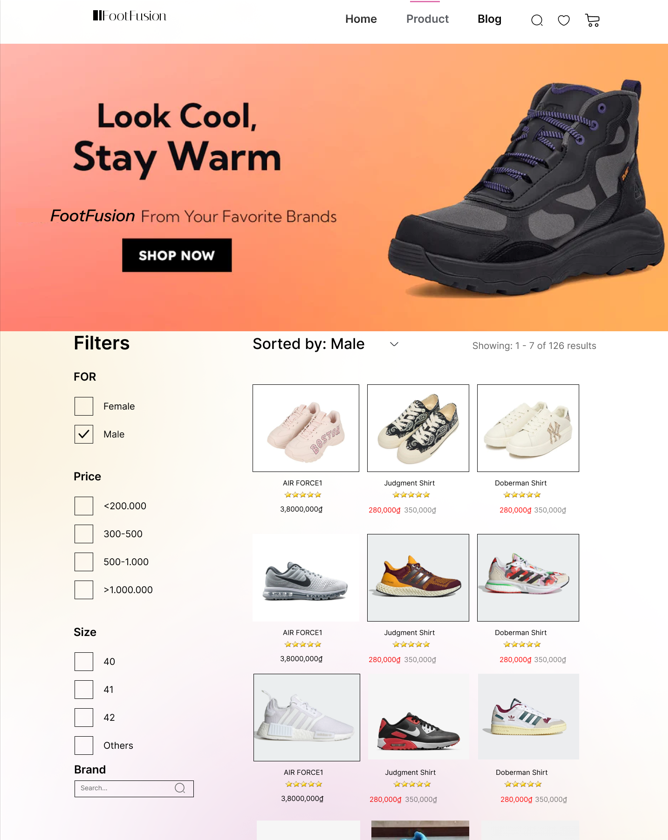 FootFusion
Home Product Blog
Look Cool,
Stay Warm
FootFusion From Your Favorite Brands
SHOP NOW
Filters
Sorted by: Male
Showing: 1 - 7 of 126 results
FOR
Female
Male
Price
<200.000
300-500
500-1.000
>1.000.000
Size
40
41
42
Others
Brand
Search...
BOSTON
NY
AIR FORCE1 Judgment Shirt Doberman Shirt
3,8000,000₫ 280,000₫ 350,000₫ 280,000₫ 350,000₫
AIR FORCE1 Judgment Shirt Doberman Shirt
3,8000,000₫ 280,000₫ 350,000₫ 280,000₫ 350,000₫
AIR FORCE1 Judgment Shirt Doberman Shirt
3,8000,000₫ 280,000₫ 350,000₫ 280,000₫ 350,000₫